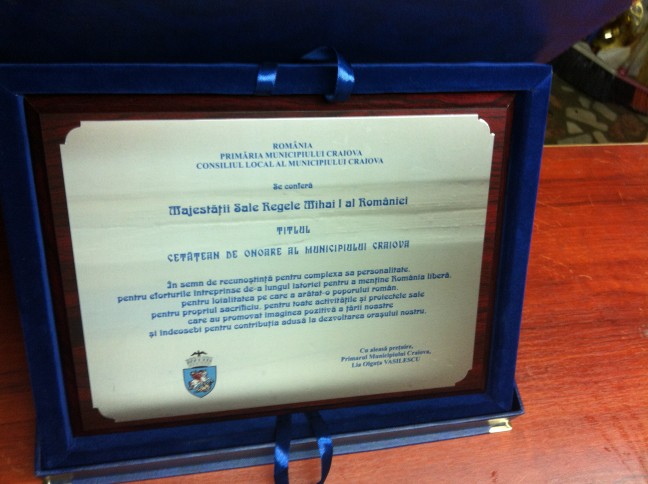 ROMÂNIA
PRIMĂRIA MUNICIPIULUI CRAIOVA
CONSILIUL LOCAL AL MUNICIPIULUI CRAIOVA
Se conferă
Majestății Sale Regele Mihai I al României
TITLUL
CETĂȚEAN DE ONOARE AL MUNICIPIULUI CRAIOVA
În semn de recunoștință pentru complexa sa personalitate,
pentru eforturile întreprinse de-a lungul istoriei pentru a menține România liberă,
pentru loialitatea pe care a arătat-o poporului român,
pentru propriul sacrificiu, pentru toate activitățile și proiectele sale
care au promovat imaginea pozitivă a țării noastre
și îndeosebi pentru contribuția adusă la dezvoltarea orașului nostru.
Cu aleasă prețuire,
Primarul Municipiului Craiova,
Lia Olguța VASILESCU